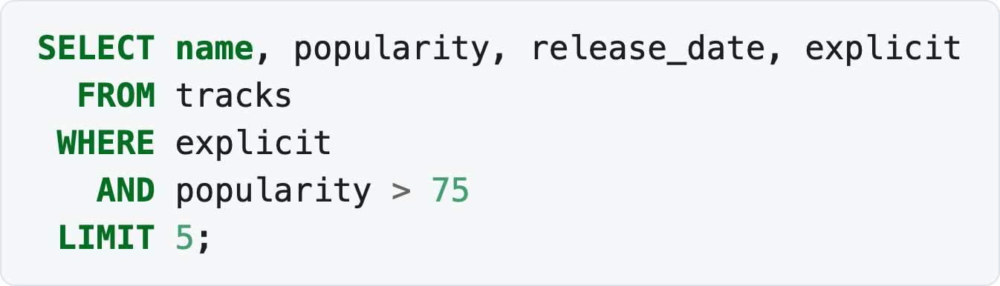 SELECT name, popularity, release_date, explicit
FROM tracks
WHERE explicit
AND popularity > 75
LIMIT 5;